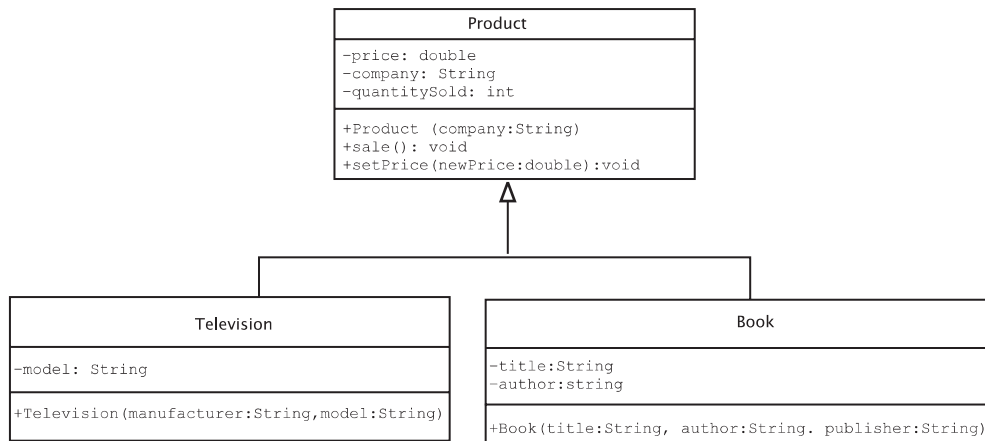 Product
-price: double
-company: String
-quantitySold: int
+Product (company:String)
+sale(): void
+setPrice(newPrice:double):void
Television
-model: String
+Television(manufacturer:String,model:String)
Book
-title:String
-author:string
+Book(title:String, author:String. publisher:String)